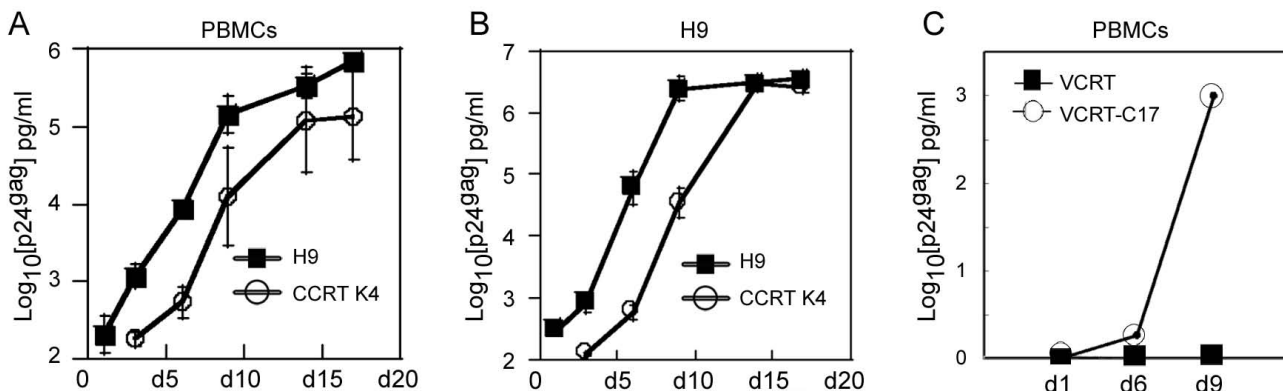 A
PBMCs
Log10[p24gag] pg/ml
6
5
4
3
2
H9
CCRT K4
0
d5
d10
d15
d20
B
H9
Log10[p24gag] pg/ml
7
6
5
4
3
2
H9
CCRT K4
0
d5
d10
d15
d20
C
PBMCs
Log10[p24gag] pg/ml
3
2
1
0
VCRT
VCRT-C17
d1
d6
d9